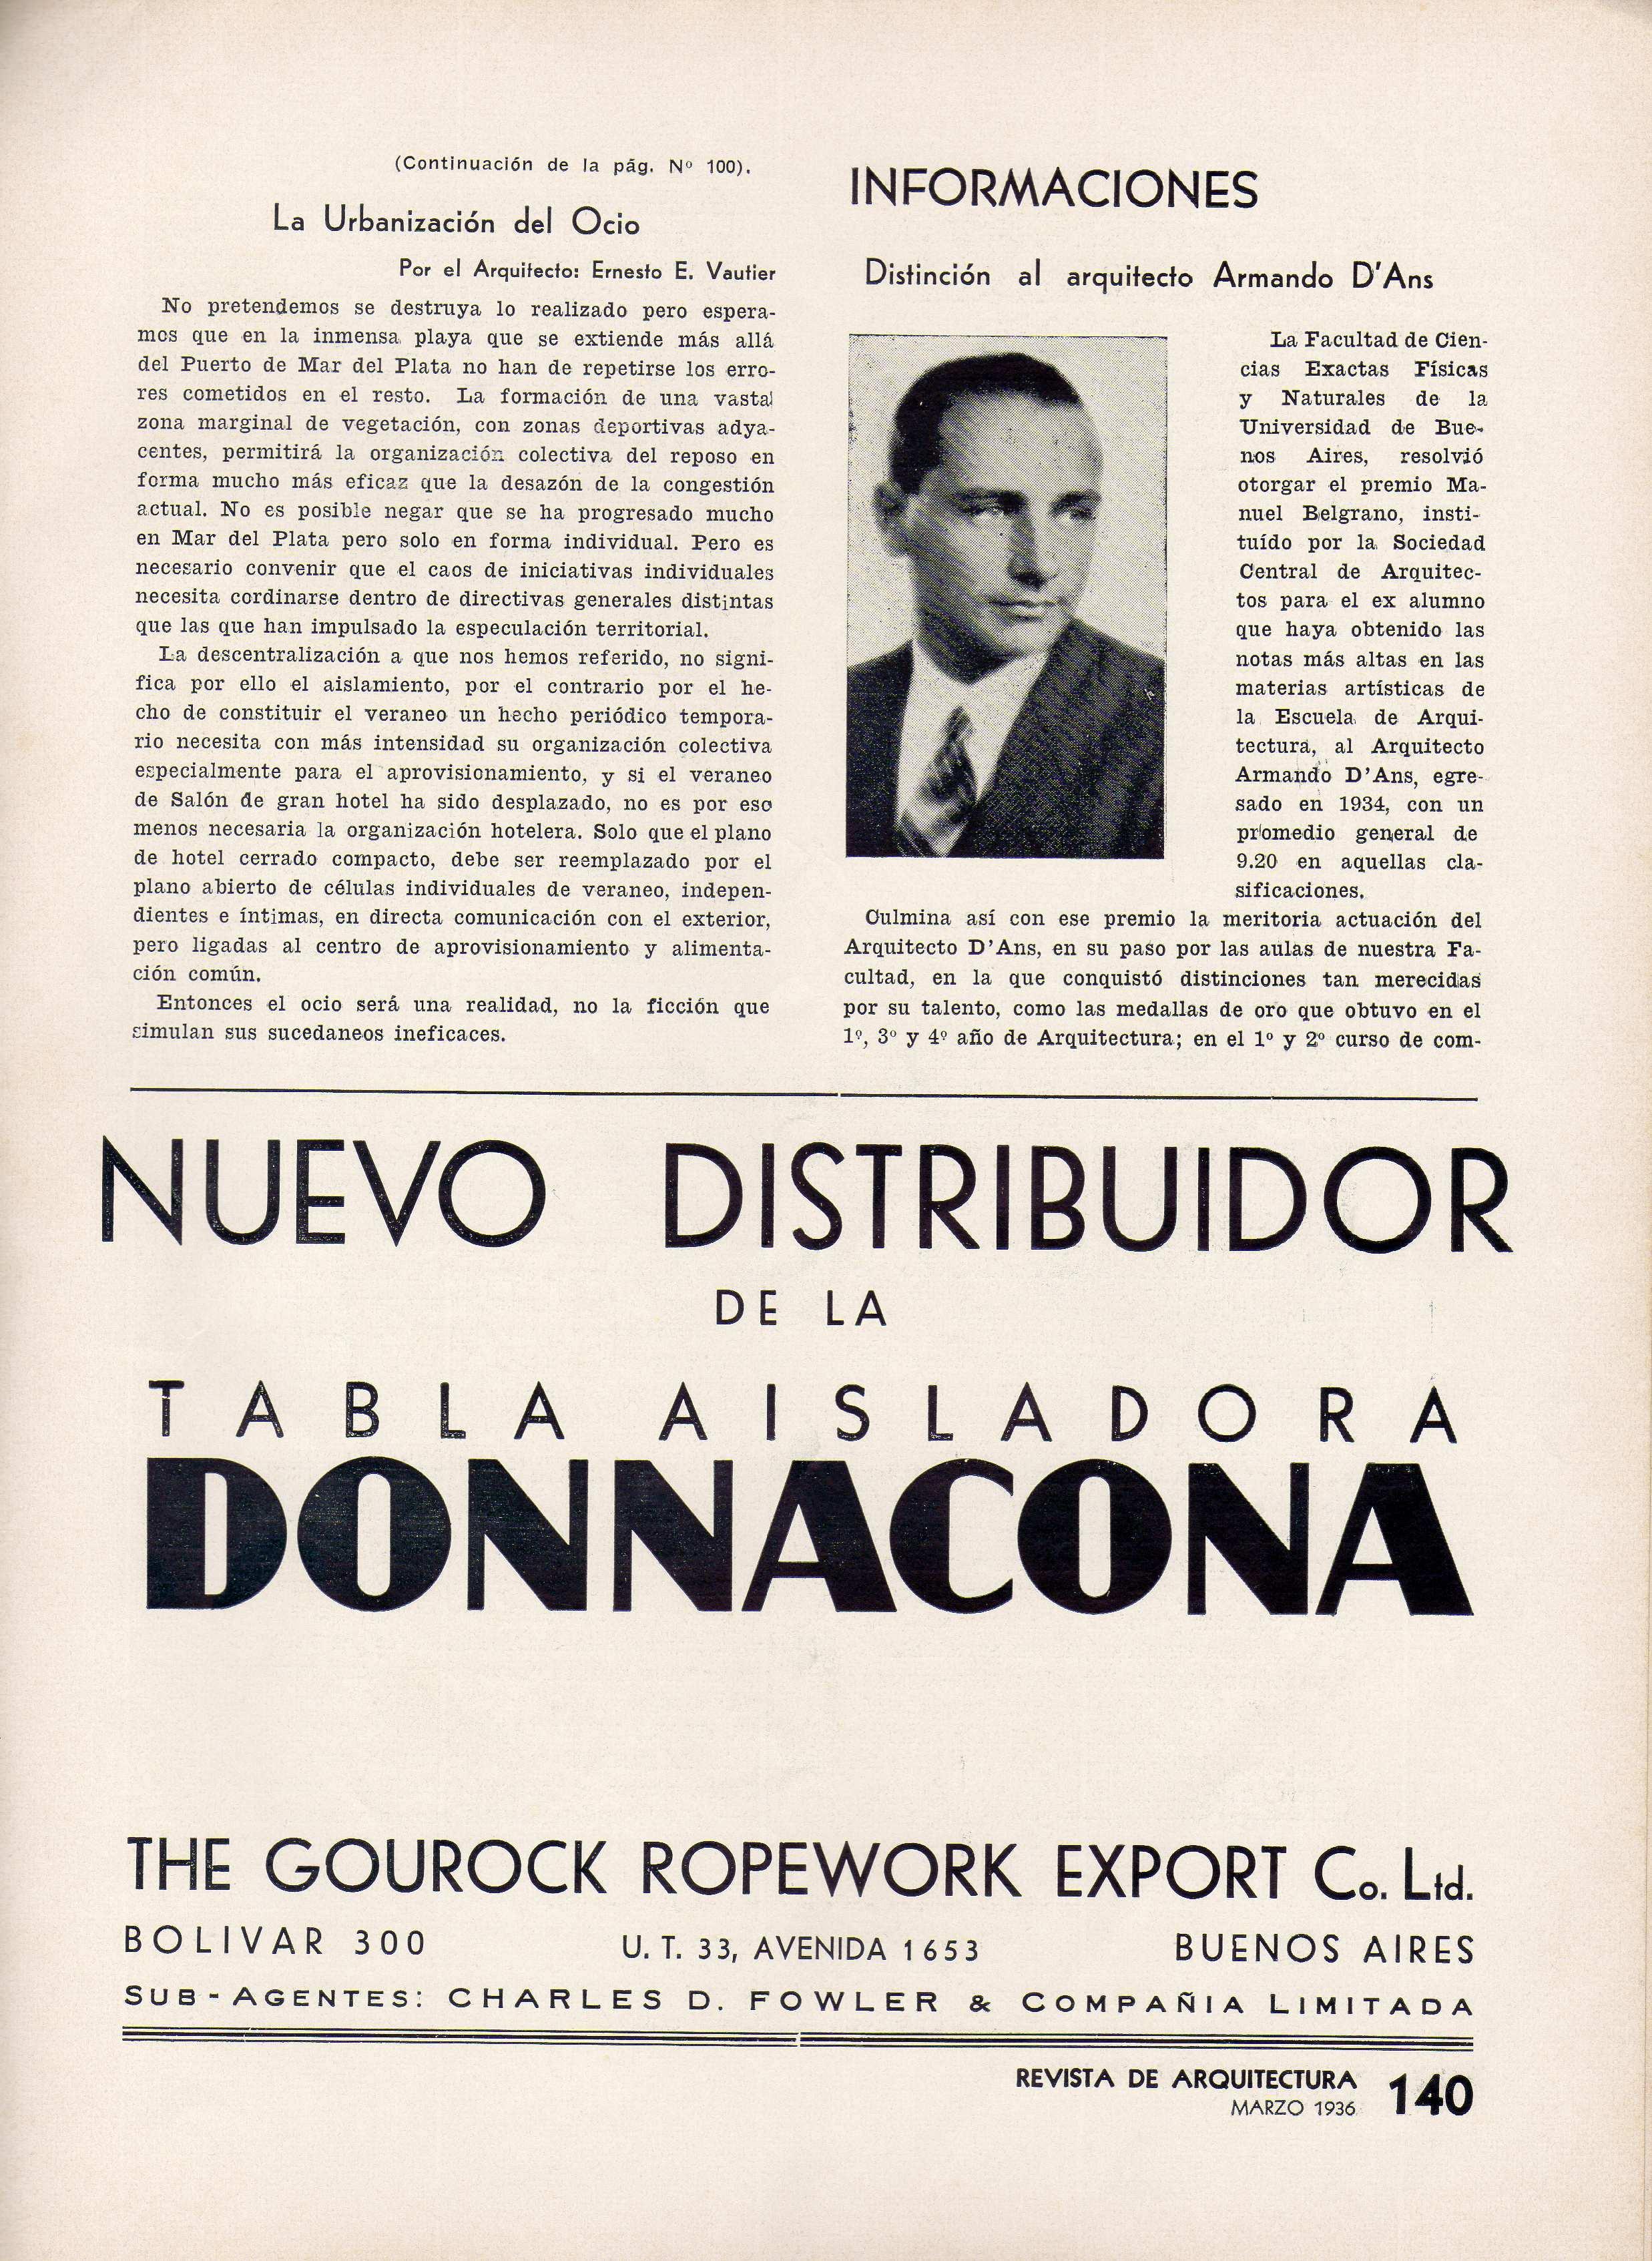 (Continuación de la pág. Nº 100).
La Urbanización del Ocio
Por el Arquitecto: Ernesto E. Vautier
No pretendemos se destruya lo realizado pero espera-
mos que en la inmensa playa que se extiende más allá
del Puerto de Mar del Plata no han de repetirse los erro-
res cometidos en el resto. La formación de una vasta
zona marginal de vegetación, con zonas deportivas adya-
centes, permitirá la organización colectiva del reposo en
forma mucho más eficaz que la desazón de la congestión
actual. No es posible negar que se ha progresado mucho
en Mar del Plata pero solo en forma individual. Pero es
necesario convenir que el caos de iniciativas individuales
necesita cordinarse dentro de directivas generales distintas
que las que han impulsado la especulación territorial.
La descentralización a que nos hemos referido, no signi-
fica por ello el aislamiento, por el contrario por el he-
cho de constituir el veraneo un hecho periódico tempora-
rio necesita con más intensidad su organización colectiva
especialmente para el aprovisionamiento, y si el veraneo
de Salón de gran hotel ha sido desplazado, no es por eso
menos necesaria la organización hotelera. Solo que el plano
de hotel cerrado compacto, debe ser reemplazado por el
plano abierto de células individuales de veraneo, indepen-
dientes e íntimas, en directa comunicación con el exterior,
pero ligadas al centro de aprovisionamiento y alimenta-
ción común.
Entonces el ocio será una realidad, no la ficción que
simulan sus sucedaneos ineficaces.
INFORMACIONES
Distinción al arquitecto Armando D'Ans
La Facultad de Cien-
cias Exactas Físicas
y Naturales de la
Universidad de Bue-
nos Aires, resolvió
otorgar el premio Ma-
nuel Belgrano, insti-
tuído por la Sociedad
Central de Arquitec-
tos para el ex alumno
que haya obtenido las
notas más altas en las
materias artísticas de
la Escuela de Arqui-
tectura, al Arquitecto
Armando D'Ans, egre-
sado en 1934, con un
promedio general de
9.20 en aquellas cla-
sificaciones.
Culmina así con ese premio la meritoria actuación del
Arquitecto D'Ans, en su paso por las aulas de nuestra Fa-
cultad, en la que conquistó distinciones tan merecidas
por su talento, como las medallas de oro que obtuvo en el
1º, 3º y 4º año de Arquitectura; en el 1º y 2º curso de com-
NUEVO DISTRIBUIDOR
DE LA
TABLA AISLADORA
DONNACONA
THE GOUROCK ROPEWORK EXPORT Co. Ltd.
BOLIVAR 300 U. T. 33, AVENIDA 1653 BUENOS AIRES
SUB-AGENTES: CHARLES D. FOWLER & COMPAÑIA LIMITADA
REVISTA DE ARQUITECTURA
MARZO 1936 140